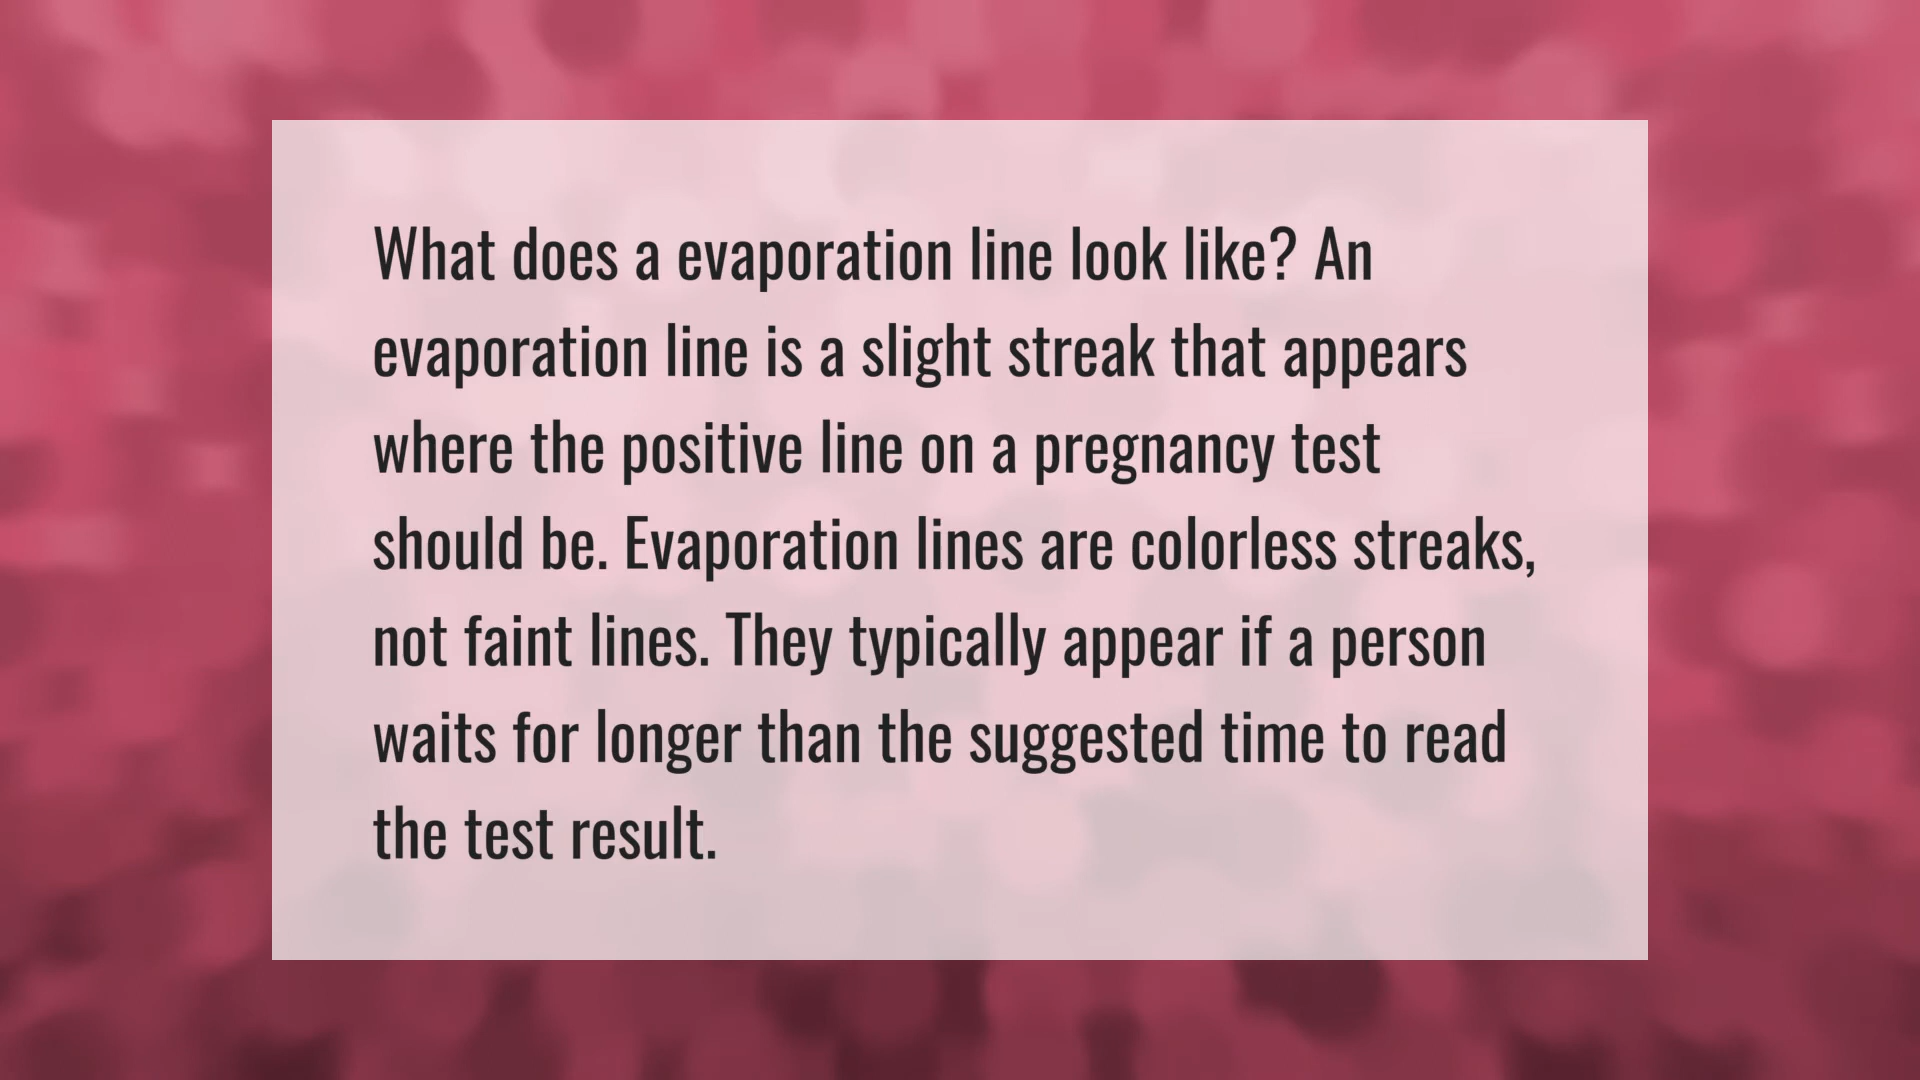 What does a evaporation line look like? An
evaporation line is a slight streak that appears
where the positive line on a pregnancy test
should be. Evaporation lines are colorless streaks,
not faint lines. They typically appear if a person
waits for longer than the suggested time to read
the test result.